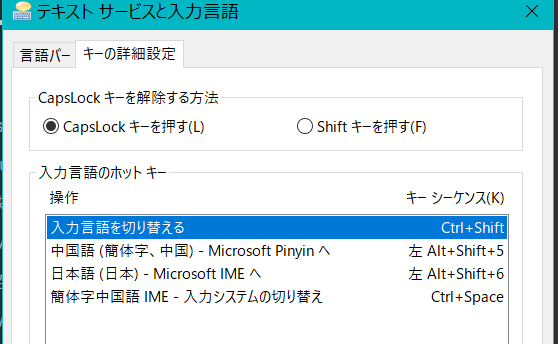 テキスト サービスと入力言語
言語バー
キーの詳細設定
CapsLock キーを解除する方法
CapsLock キーを押す(L)
Shift キーを押す(F)
入力言語のホット キー
操作 キー シーケンス(K)
入力言語を切り替える Ctrl+Shift
中国語 (簡体字、中国) - Microsoft Pinyin へ 左 Alt+Shift+5
日本語 (日本) - Microsoft IME へ 左 Alt+Shift+6
簡体字中国語 IME - 入力システムの切り替え Ctrl+Space